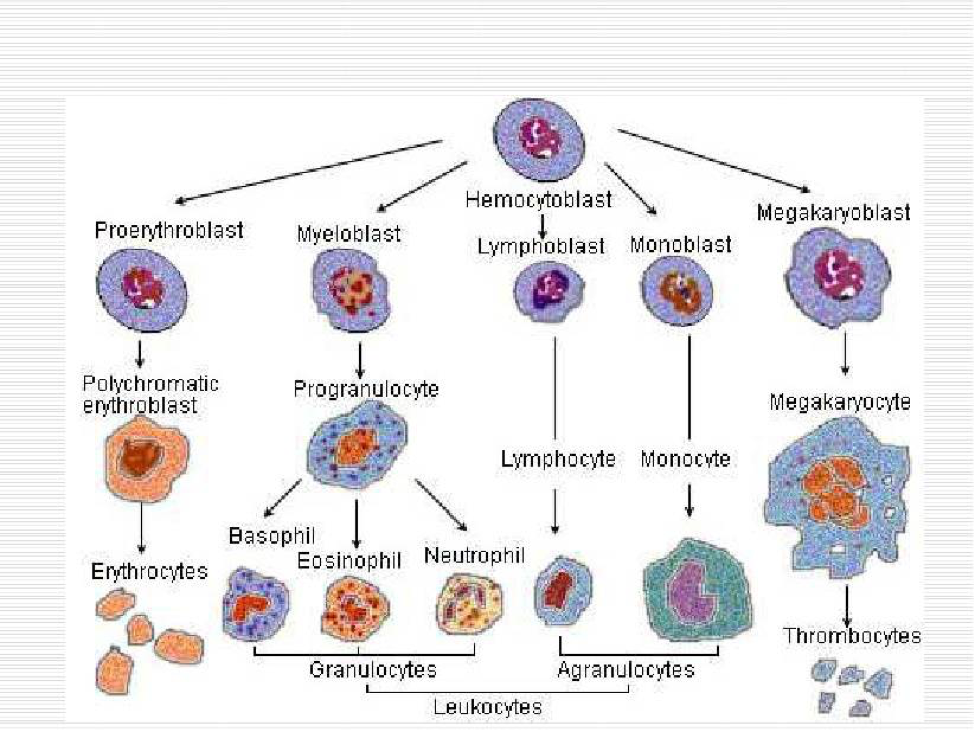 Hemocytoblast
Proerythroblast
Myeloblast
Lymphoblast
Monoblast
Megakaryoblast
Polychromatic
erythroblast
Progranulocyte
Megakaryocyte
Lymphocyte
Monocyte
Basophil
Eosinophil
Neutrophil
Erythrocytes
Thrombocytes
Granulocytes
Agranulocytes
Leukocytes